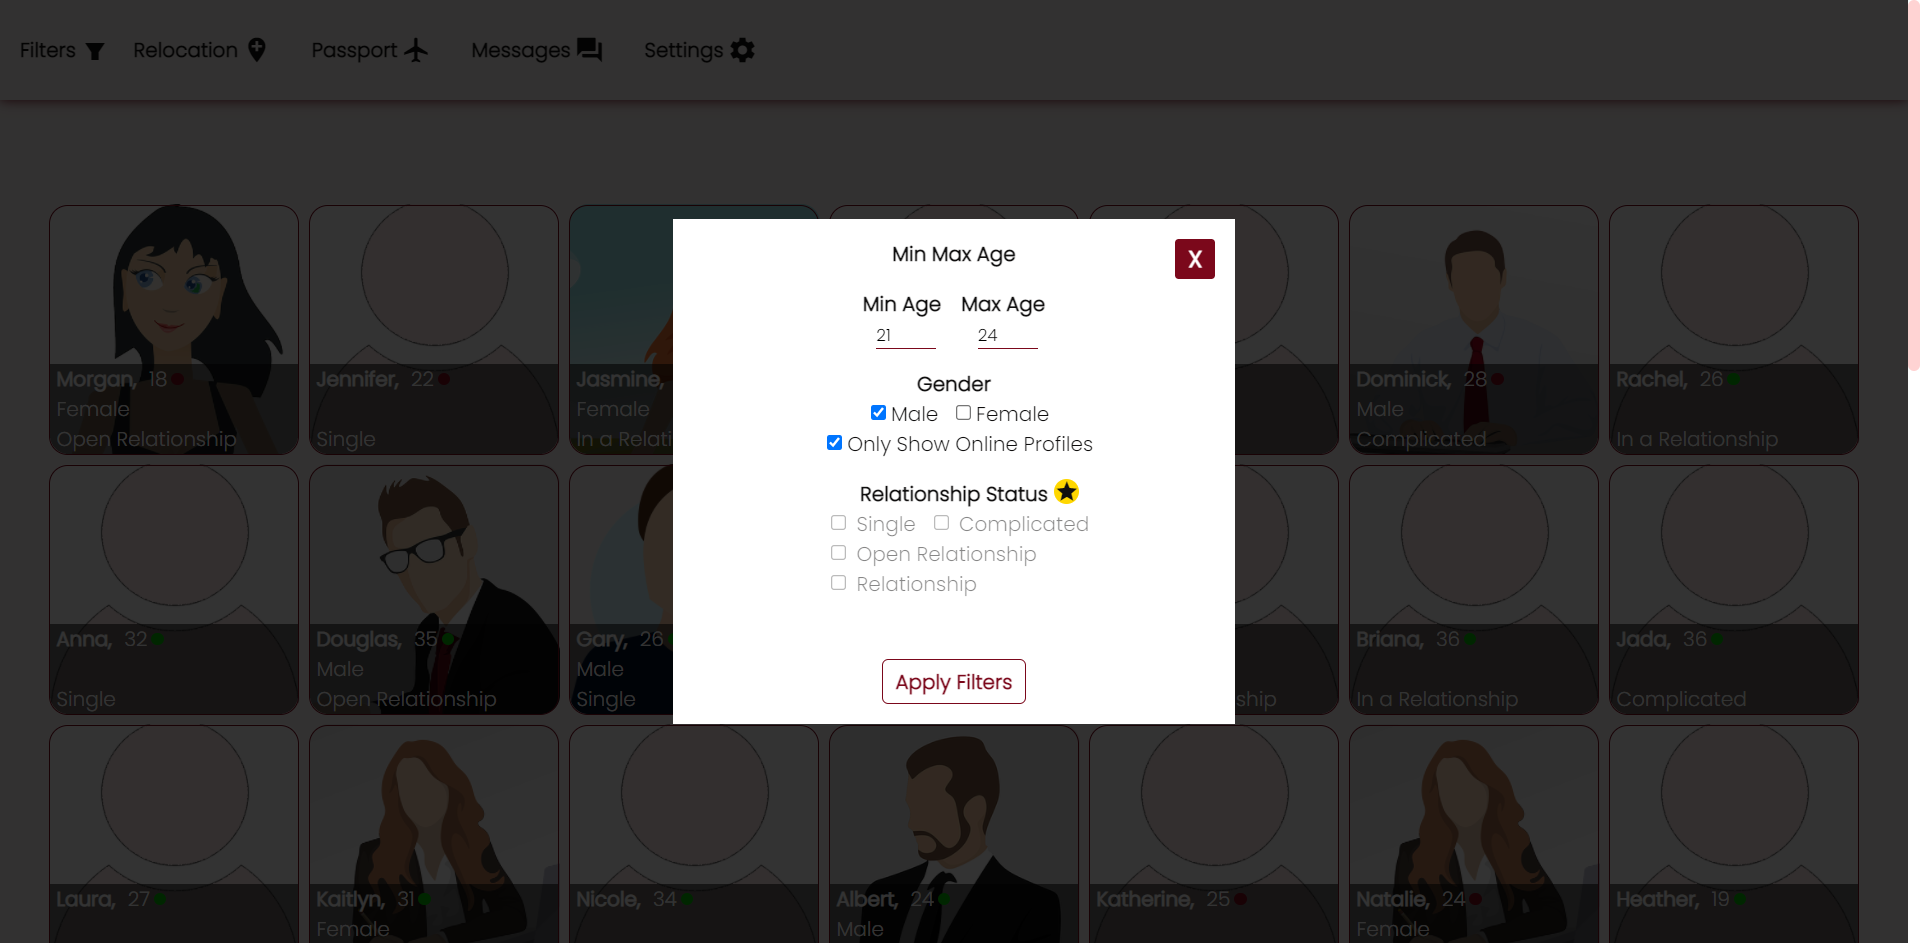 Filters Relocation Passport Messages Settings
Min Max Age
X
Min Age Max Age
21 24
Gender
Male Female
Only Show Online Profiles
Relationship Status
Single Complicated
Open Relationship
Relationship
Apply Filters
Morgan, 18
Female
Open Relationship
Jennifer, 22
Single
Jasmine,
Female
In a Relati
Dominick, 28
Male
Complicated
Rachel, 26
In a Relationship
Anna, 32
Single
Douglas, 35
Male
Open Relationship
Gary, 26
Male
Single
ship
Briana, 36
In a Relationship
Jada, 36
Complicated
Laura, 27
Kaitlyn, 31
Female
Nicole, 34
Albert, 24
Male
Katherine, 25
Natalie, 24
Female
Heather, 19